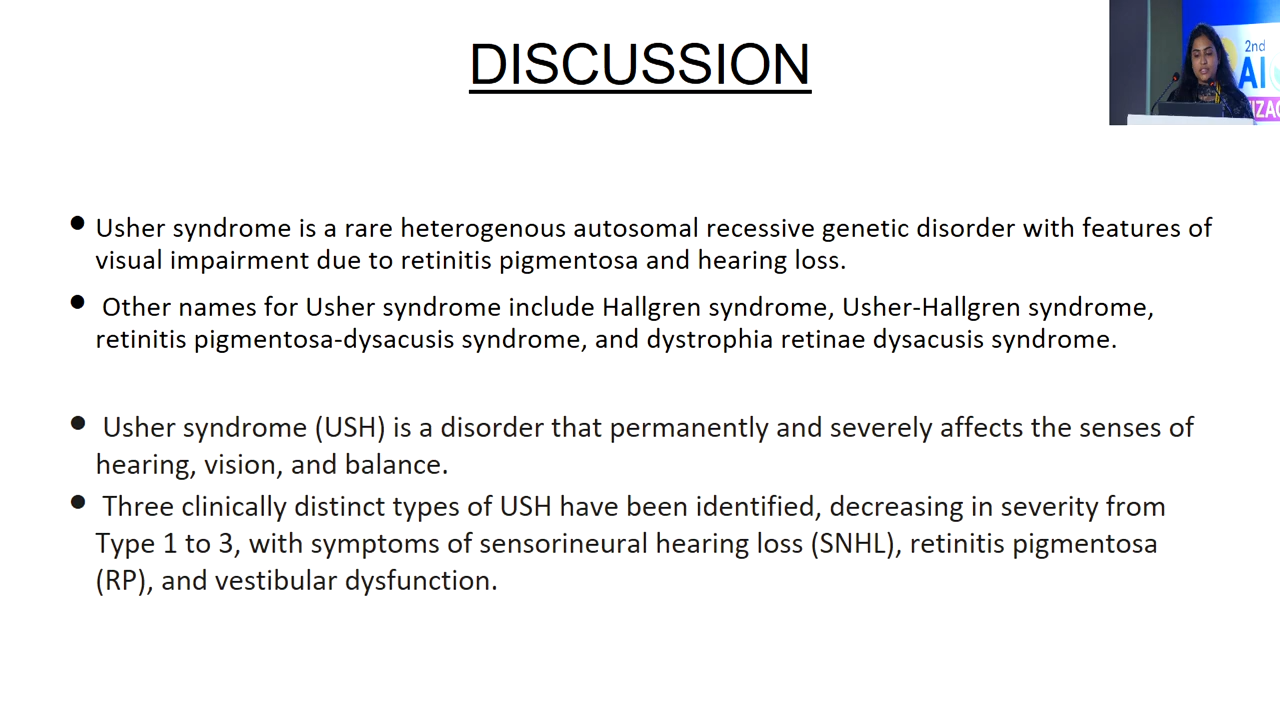 DISCUSSION
2nd
AI
IZAG
• Usher syndrome is a rare heterogenous autosomal recessive genetic disorder with features of
visual impairment due to retinitis pigmentosa and hearing loss.
• Other names for Usher syndrome include Hallgren syndrome, Usher-Hallgren syndrome,
retinitis pigmentosa-dysacusis syndrome, and dystrophia retinae dysacusis syndrome.
• Usher syndrome (USH) is a disorder that permanently and severely affects the senses of
hearing, vision, and balance.
• Three clinically distinct types of USH have been identified, decreasing in severity from
Type 1 to 3, with symptoms of sensorineural hearing loss (SNHL), retinitis pigmentosa
(RP), and vestibular dysfunction.